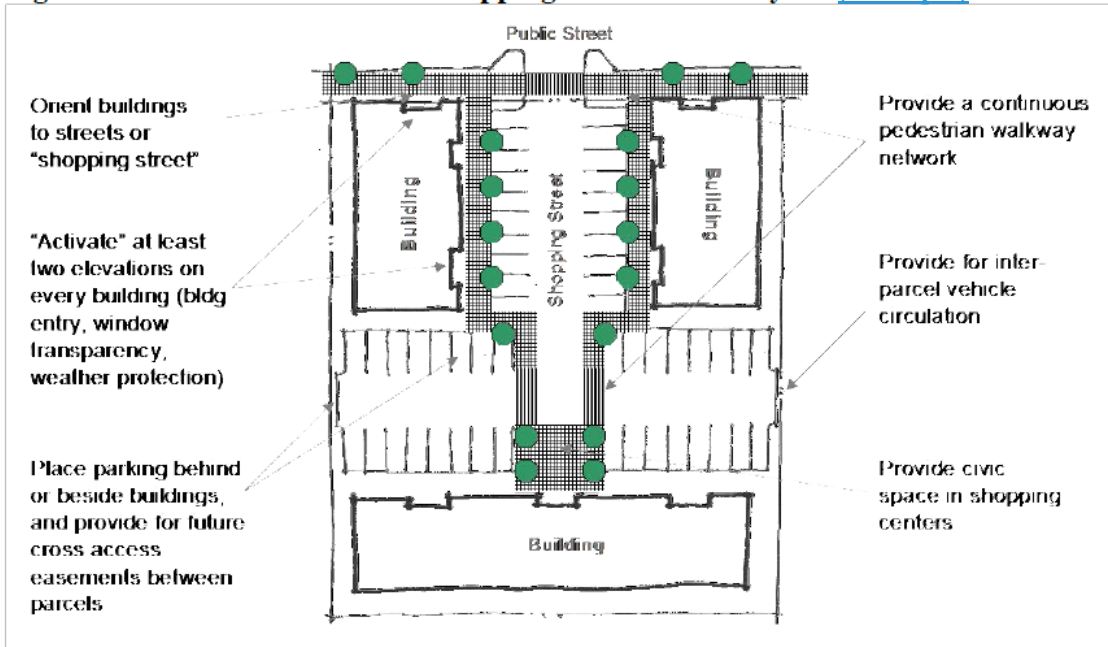 Public Street
Orient buildings
to streets or
“shopping street”
Provide a continuous
pedestrian walkway
network
Building
Shopping Street
Building
“Activate” at least
two elevations on
every building (bldg
entry, window
transparency,
weather protection)
Provide for inter-
parcel vehicle
circulation
Place parking behind
or beside buildings,
and provide for future
cross access
easements between
parcels
Provide civic
space in shopping
centers
Building